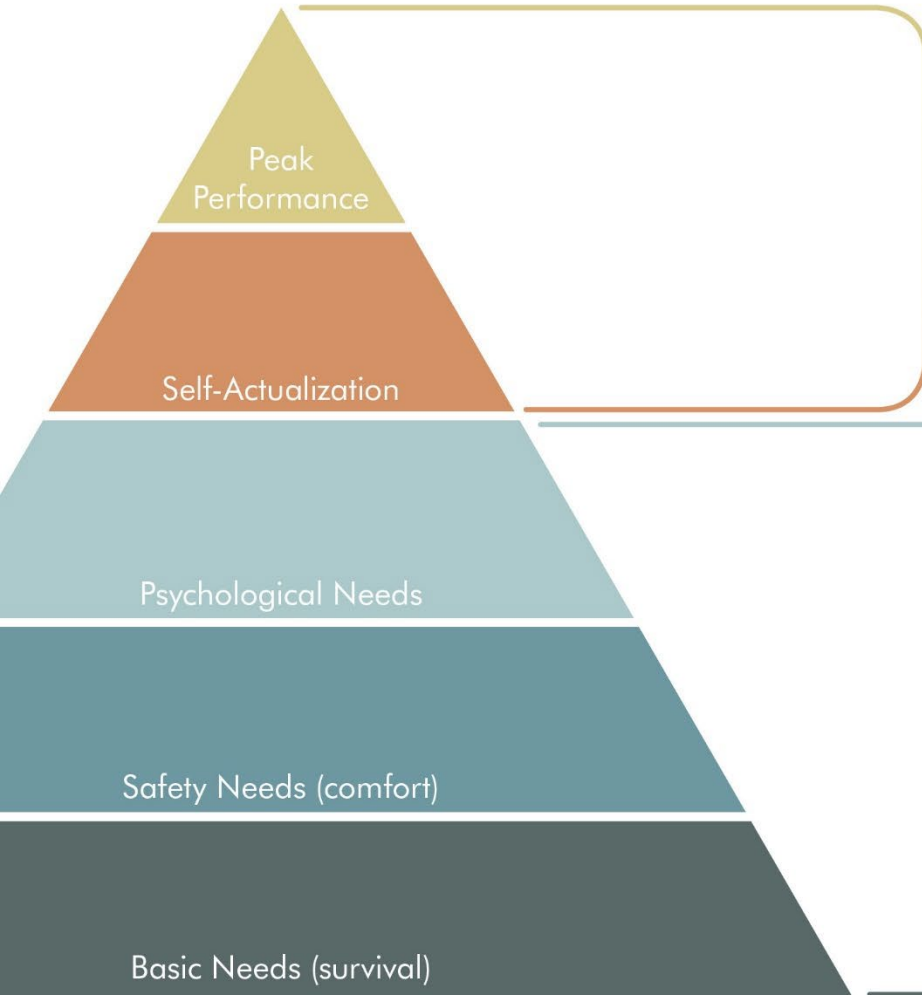 Peak
Performance
Self-Actualization
Psychological Needs
Safety Needs (comfort)
Basic Needs (survival)